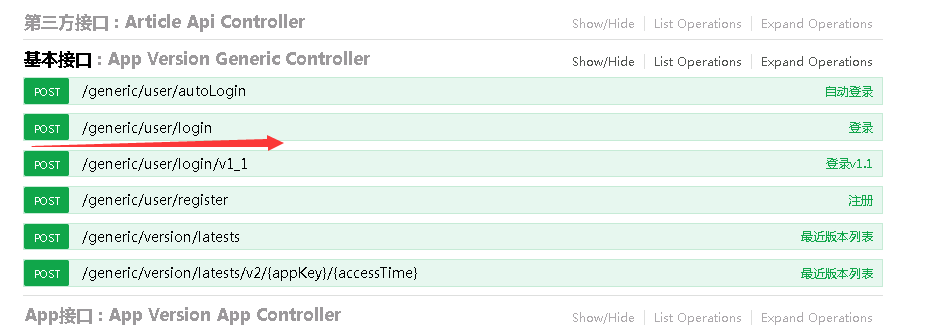 第三方接口 : Article Api Controller Show/Hide List Operations Expand Operations
基本接口 : App Version Generic Controller Show/Hide List Operations Expand Operations
POST /generic/user/autoLogin 自动登录
POST /generic/user/login 登录
POST /generic/user/login/v1_1 登录v1.1
POST /generic/user/register 注册
POST /generic/version/latests 最近版本列表
POST /generic/version/latests/v2/{appKey}/{accessTime} 最近版本列表
App接口 : App Version App Controller Show/Hide List Operations Expand Operations